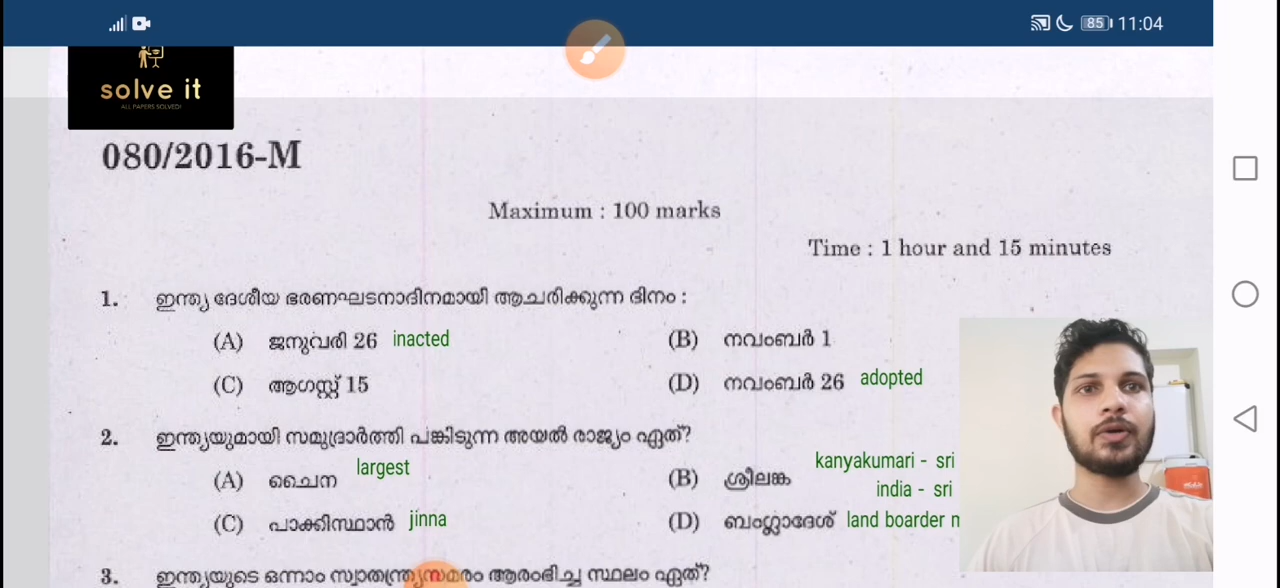 85 11:04
solve it
ALL PAPERS SOLVED!
080/2016-M
Maximum : 100 marks
Time : 1 hour and 15 minutes
1. ഇന്ത്യ ദേശീയ ഭരണഘടനാദിനമായി ആചരിക്കുന്ന ദിനം :
(A) ജനുവരി 26 inacted (B) നവംബർ 1
(C) ആഗസ്റ്റ് 15 (D) നവംബർ 26 adopted
2. ഇന്ത്യയുമായി സമുദ്രാർത്തി പങ്കിടുന്ന അയൽ രാജ്യം ഏത്?
(A) ചൈന largest (B) ശ്രീലങ്ക kanyakumari - sri
india - sri
(C) പാക്കിസ്ഥാൻ jinna (D) ബംഗ്ലാദേശ് land boarder m
3. ഇന്ത്യയുടെ ഒന്നാം സ്വാതന്ത്ര്യസമരം ആരംഭിച്ച സ്ഥലം ഏത്?